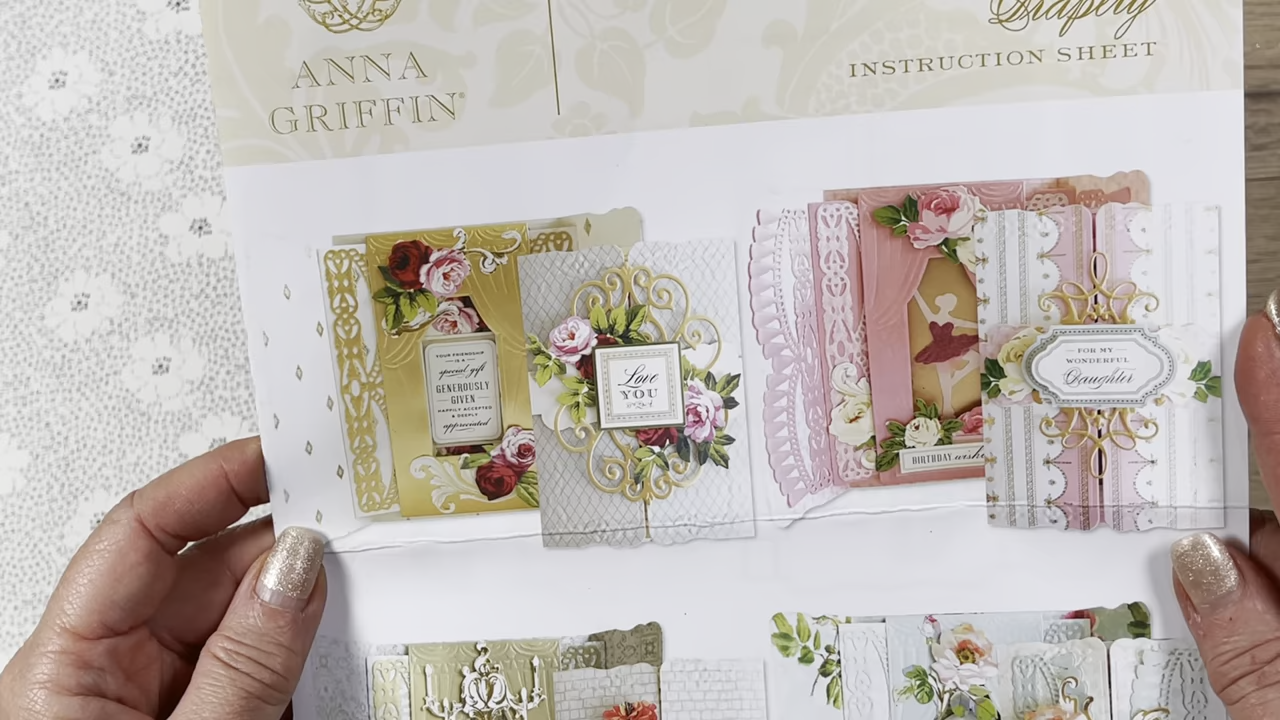 Drapery
ANNA
GRIFFIN®
INSTRUCTION SHEET
YOUR FRIENDSHIP
IS A
special gift
GENEROUSLY
GIVEN
HAPPILY ACCEPTED
& DEEPLY
appreciated
Love
YOU
BIRTHDAY wishes
FOR MY
WONDERFUL
Daughter